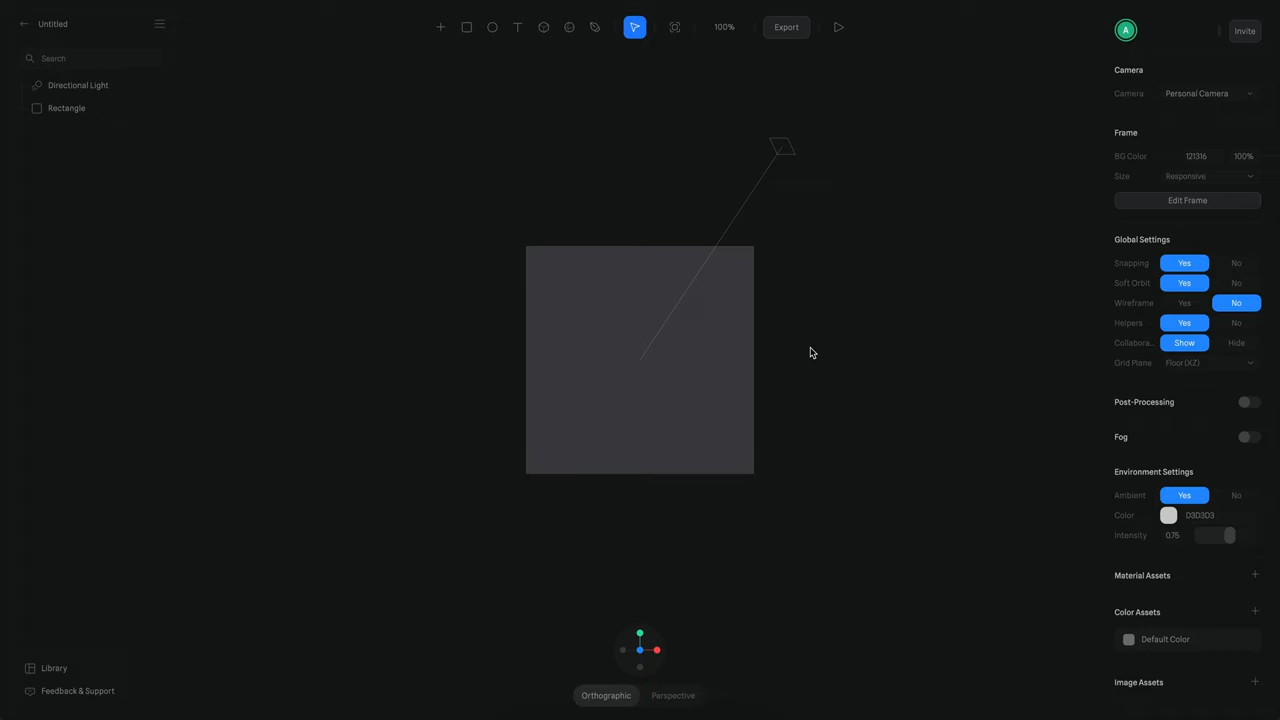 Untitled
100%
Export
A
Invite
Search
Directional Light
Rectangle
Camera
Camera Personal Camera
Frame
BG Color 121316 100%
Size Responsive
Edit Frame
Global Settings
Snapping Yes No
Soft Orbit Yes No
Wireframe Yes No
Helpers Yes No
Collabora... Show Hide
Grid Plane Floor (XZ)
Post-Processing
Fog
Environment Settings
Ambient Yes No
Color D3D3D3
Intensity 0.75
Material Assets
Color Assets
Default Color
Image Assets
Library
Feedback & Support
Orthographic Perspective